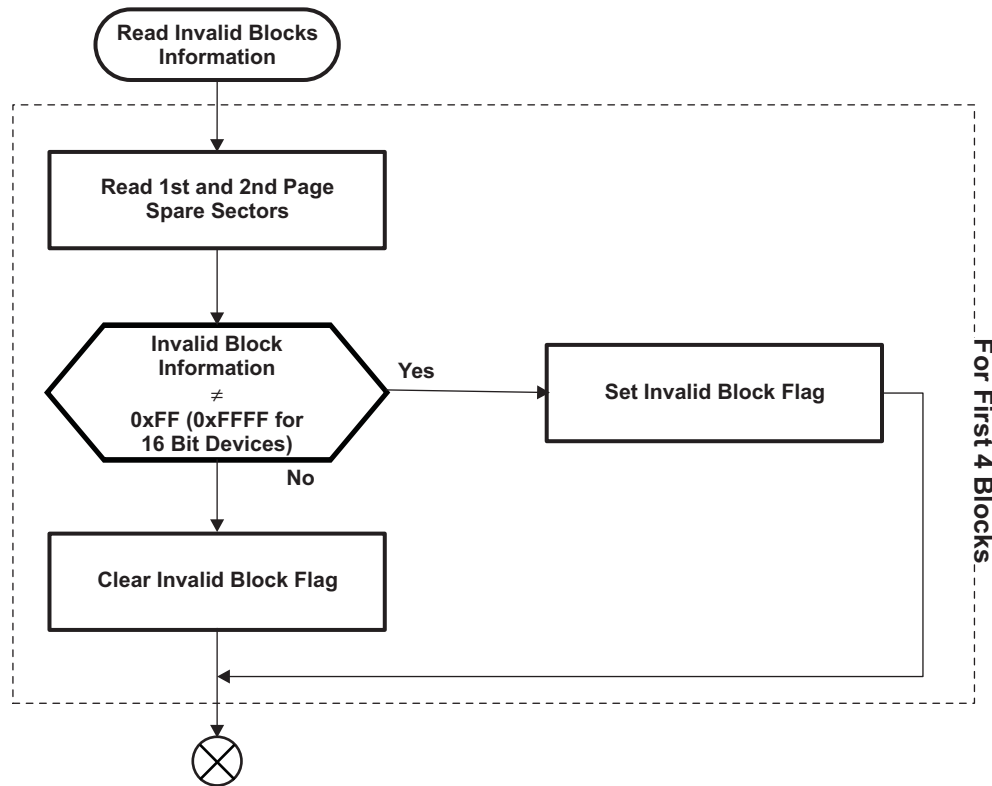 Read Invalid Blocks
Information
Read 1st and 2nd Page
Spare Sectors
Invalid Block
Information
≠
0xFF (0xFFFF for
16 Bit Devices)
Yes
Set Invalid Block Flag
No
Clear Invalid Block Flag
For First 4 Blocks